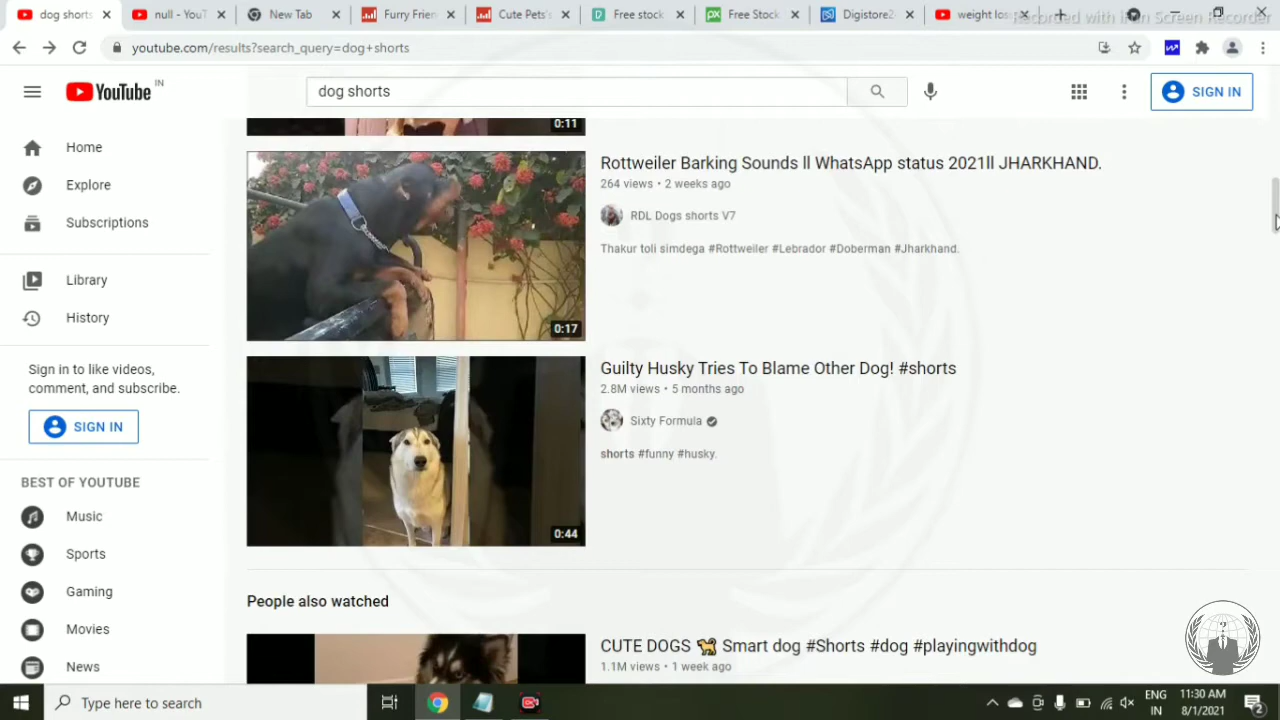 dog shorts
null - YouT
New Tab
Furry Frien
Cute Pets's
Free stock
Free Stock
Digistore2
weight los
Recorded with iTop Screen Recorder
youtube.com/results?search_query=dog+shorts
YouTube IN
dog shorts
SIGN IN
Home
Explore
Subscriptions
Library
History
Sign in to like videos,
comment, and subscribe.
SIGN IN
BEST OF YOUTUBE
Music
Sports
Gaming
Movies
News
0:11
Rottweiler Barking Sounds ll WhatsApp status 2021ll JHARKHAND.
264 views • 2 weeks ago
RDL Dogs shorts V7
Thakur toli simdega #Rottweiler #Lebrador #Doberman #Jharkhand.
0:17
Guilty Husky Tries To Blame Other Dog! #shorts
2.8M views • 5 months ago
Sixty Formula
shorts #funny #husky.
0:44
People also watched
CUTE DOGS 🐕‍🦺 Smart dog #Shorts #dog #playingwithdog
1.1M views • 1 week ago
Type here to search
ENG
IN
11:30 AM
8/1/2021
2